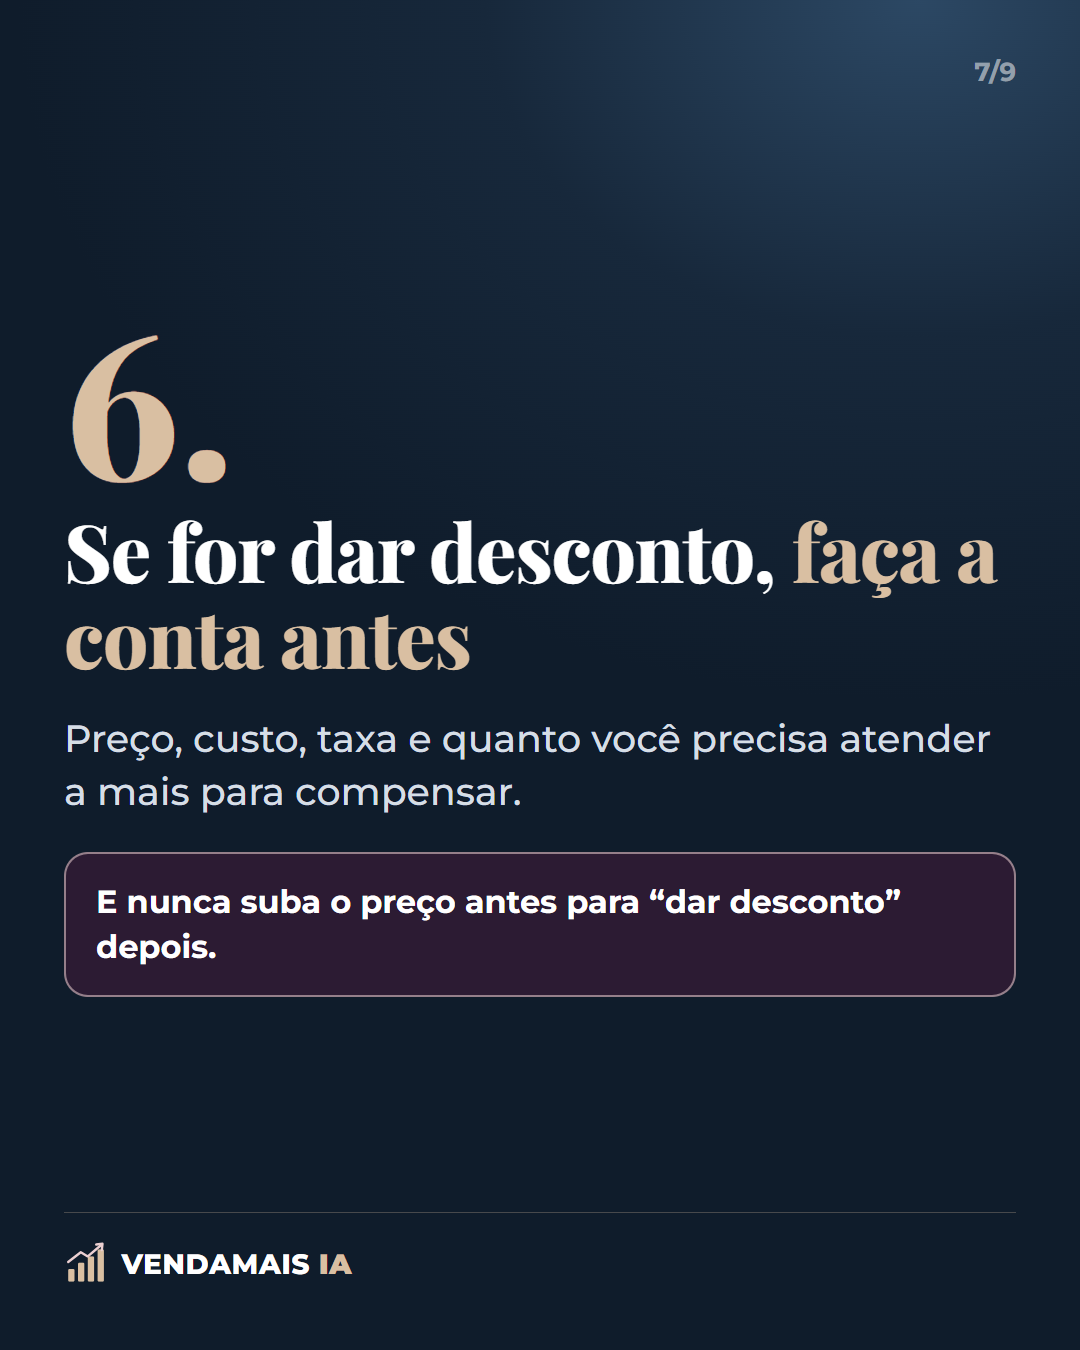 7/9
6.
Se for dar desconto, faça a
conta antes
Preço, custo, taxa e quanto você precisa atender
a mais para compensar.
E nunca suba o preço antes para “dar desconto”
depois.
VENDAMAIS IA